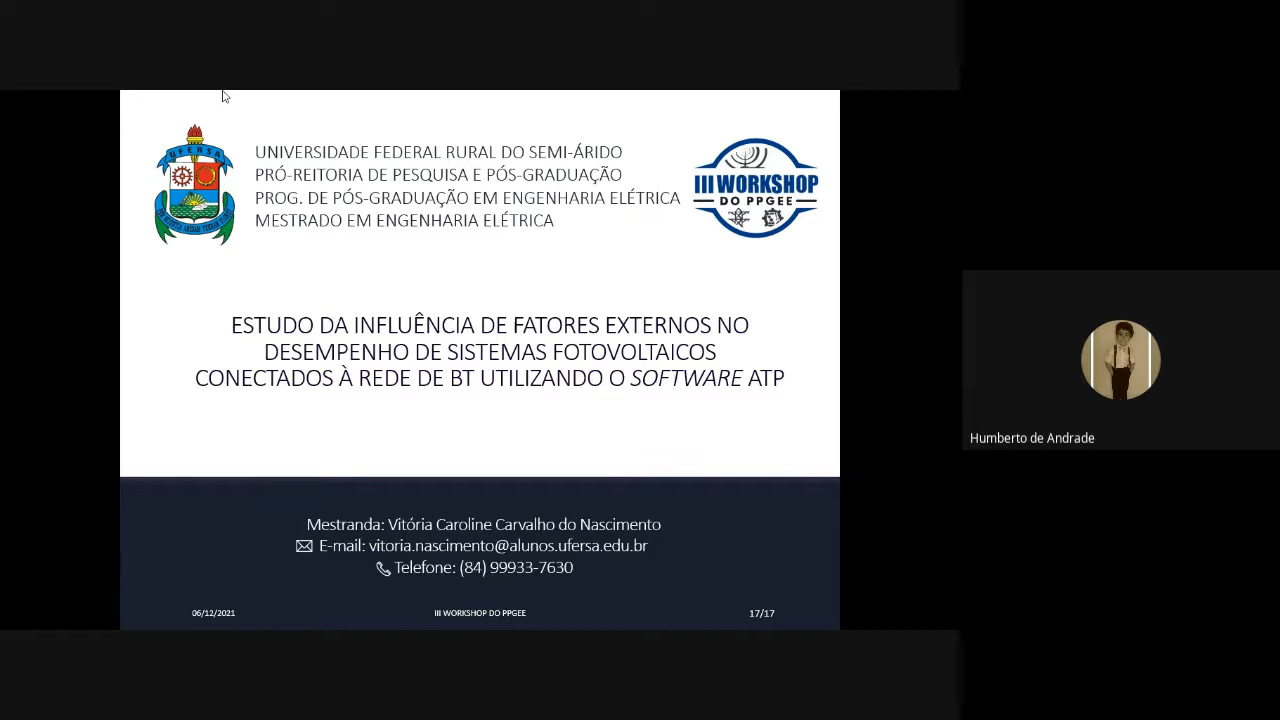 UFERSA
UNIVERSIDADE FEDERAL RURAL DO SEMI-ÁRIDO
PRÓ-REITORIA DE PESQUISA E PÓS-GRADUAÇÃO
PROG. DE PÓS-GRADUAÇÃO EM ENGENHARIA ELÉTRICA
MESTRADO EM ENGENHARIA ELÉTRICA
III WORKSHOP
DO PPGEE
ESTUDO DA INFLUÊNCIA DE FATORES EXTERNOS NO
DESEMPENHO DE SISTEMAS FOTOVOLTAICOS
CONECTADOS À REDE DE BT UTILIZANDO O SOFTWARE ATP
Mestranda: Vitória Caroline Carvalho do Nascimento
E-mail: vitoria.nascimento@alunos.ufersa.edu.br
Telefone: (84) 99933-7630
06/12/2021
III WORKSHOP DO PPGEE
17/17
Humberto de Andrade